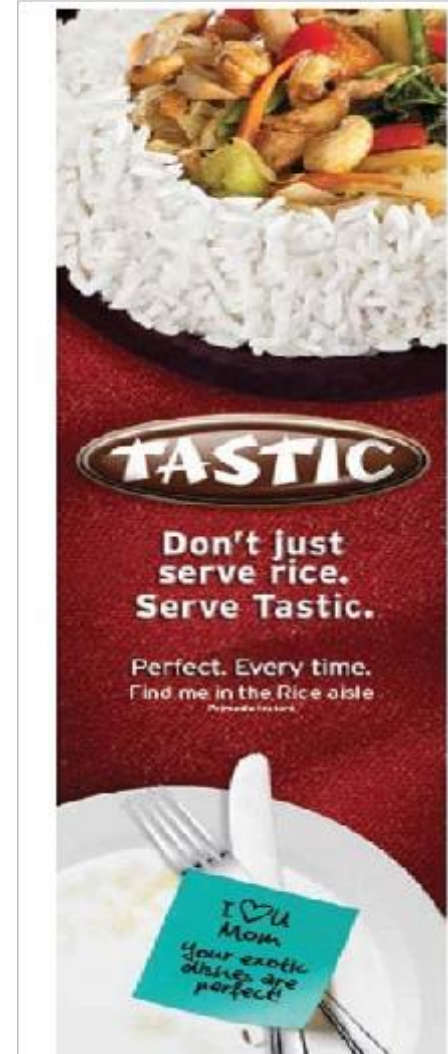 TASTIC
Don't just
serve rice.
Serve Tastic.
Perfect. Every time.
Find me in the Rice aisle
I ♡ U
Mom
Your exotic
dishes are
perfect!